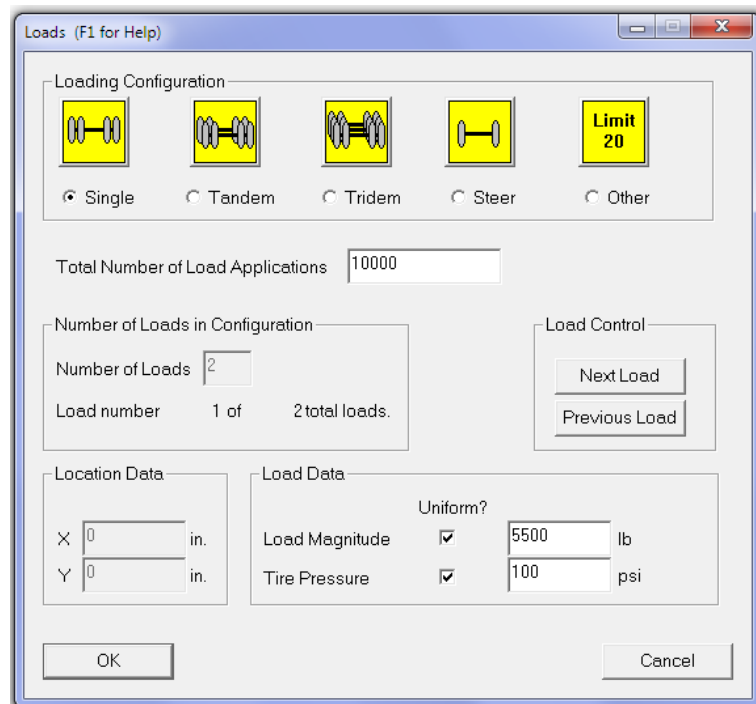 Loads (F1 for Help)
Loading Configuration
Limit
20
Single Tandem Tridem Steer Other
Total Number of Load Applications 10000
Number of Loads in Configuration
Number of Loads 2
Load number 1 of 2 total loads.
Load Control
Next Load
Previous Load
Location Data
X 0 in.
Y 0 in.
Load Data
Uniform?
Load Magnitude 5500 lb
Tire Pressure 100 psi
OK Cancel